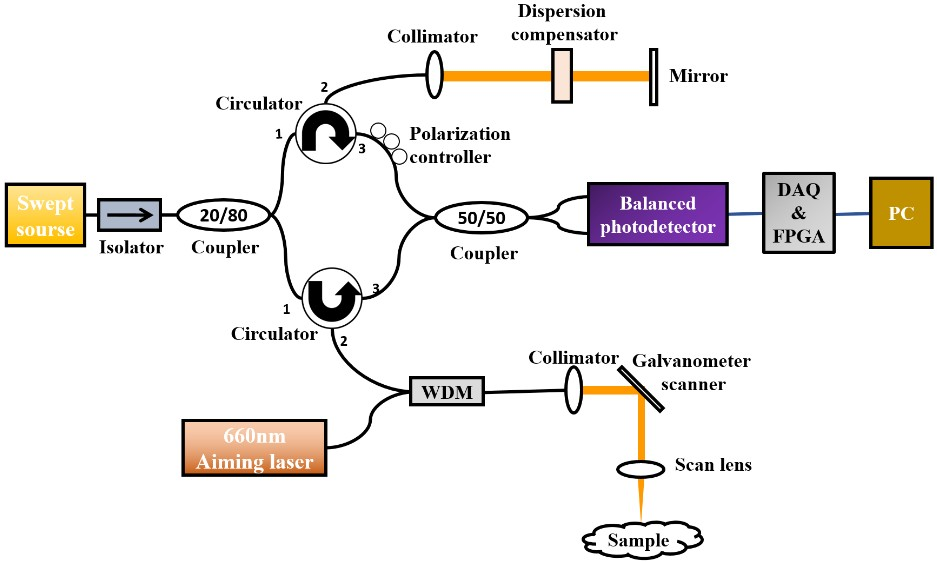 Dispersion
compensator
Collimator
Mirror
2
Circulator
1
3
Polarization
controller
Swept
sourse
Isolator
20/80
Coupler
50/50
Coupler
Balanced
photodetector
DAQ
&
FPGA
PC
1
3
Circulator
2
WDM
660nm
Aiming laser
Collimator
Galvanometer
scanner
Scan lens
Sample